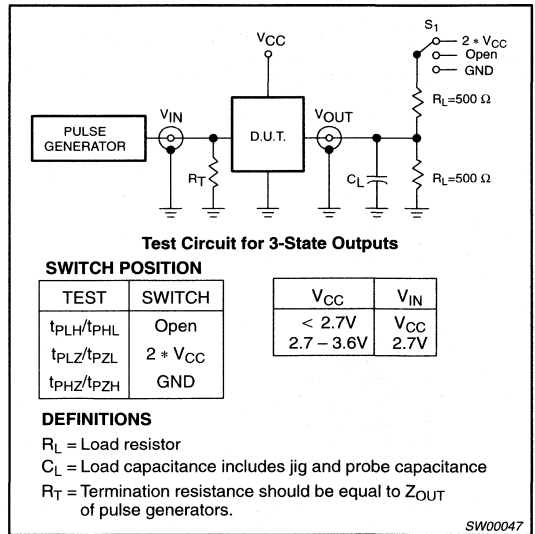 S1
VCC
2 * VCC
Open
GND
RL=500 Ω
VIN
VOUT
PULSE
GENERATOR
D.U.T.
RT
CL
RL=500 Ω
Test Circuit for 3-State Outputs
SWITCH POSITION
TEST SWITCH
tPLH/tPHL Open
tPLZ/tPZL 2 * VCC
tPHZ/tPZH GND
VCC VIN
< 2.7V VCC
2.7 – 3.6V 2.7V
DEFINITIONS
RL = Load resistor
CL = Load capacitance includes jig and probe capacitance
RT = Termination resistance should be equal to ZOUT
of pulse generators.
SW00047